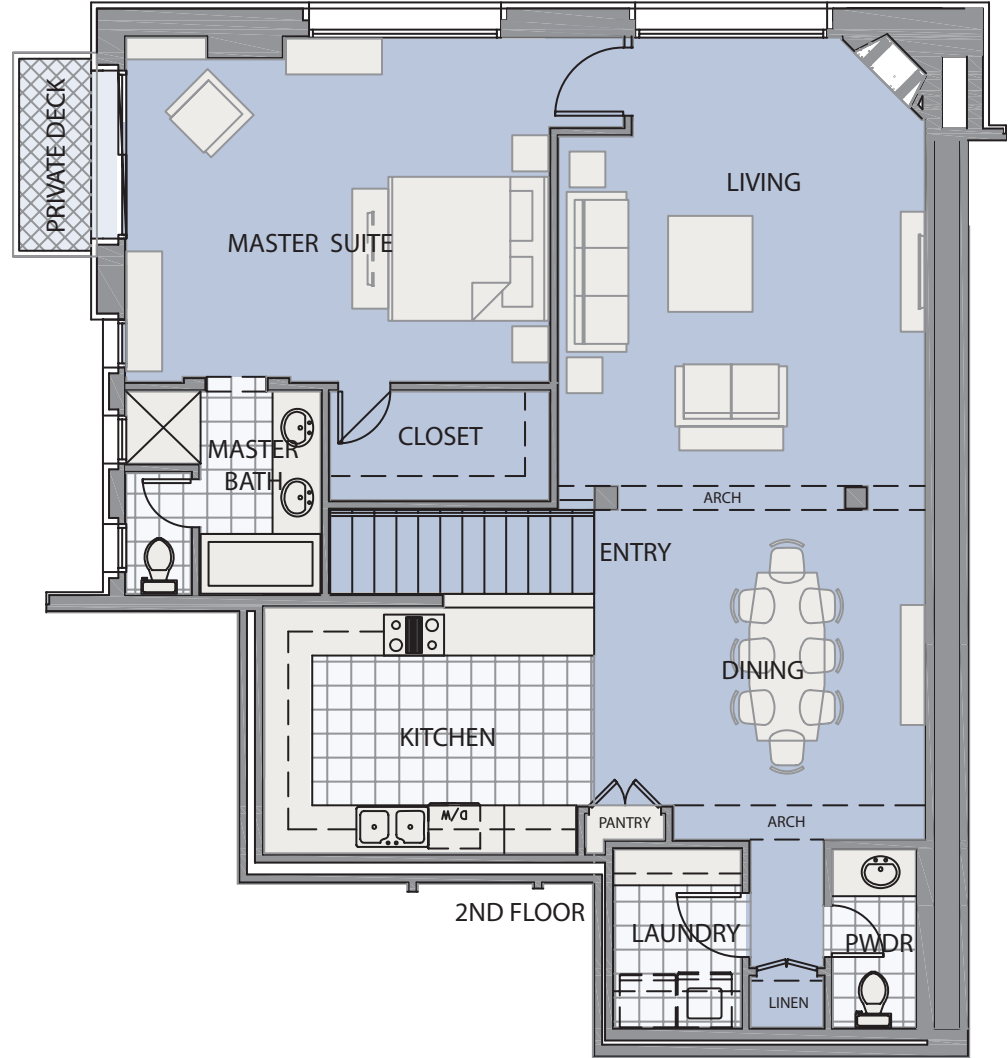 PRIVATE DECK
LIVING
MASTER SUITE
CLOSET
MASTER
BATH
ARCH
ENTRY
DINING
KITCHEN
D/W
PANTRY
ARCH
2ND FLOOR
LAUNDRY
PWDR
LINEN